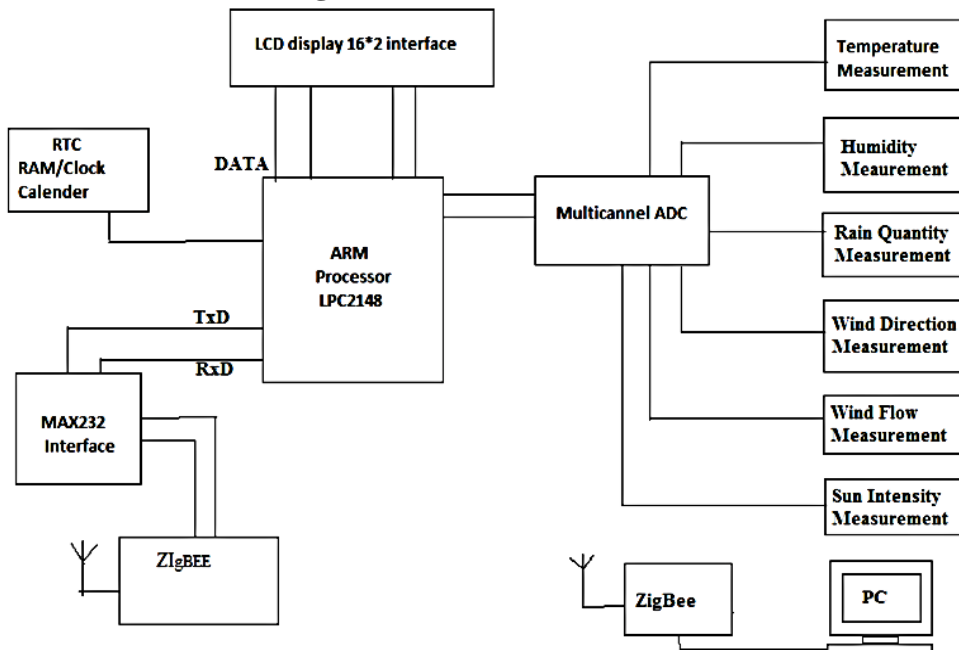 LCD display 16*2 interface
Temperature
Measurement
RTC
RAM/Clock
Calender
DATA
Humidity
Meaurement
Multicannel ADC
Rain Quantity
Measurement
ARM
Processor
LPC2148
TxD
RxD
Wind Direction
Measurement
MAX232
Interface
Wind Flow
Measurement
Sun Intensity
Measurement
ZIgBEE
ZigBee
PC